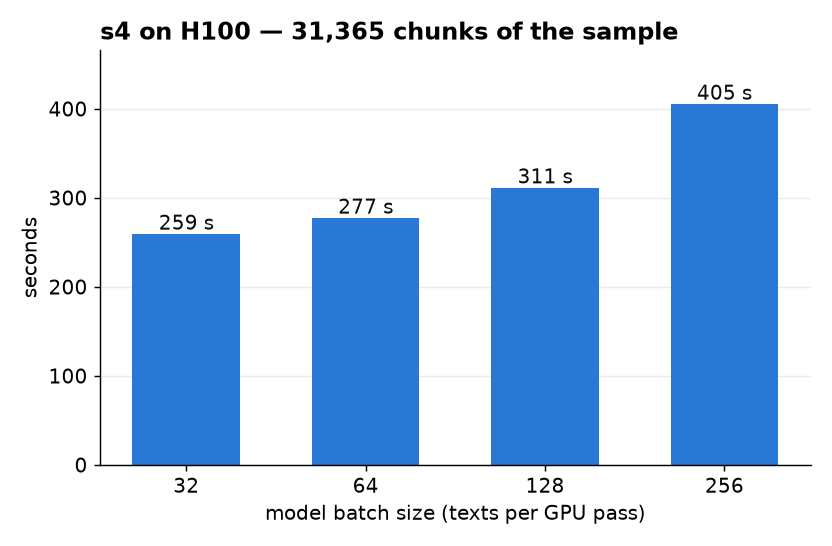 s4 on H100 — 31,365 chunks of the sample
405 s
400
311 s
300
277 s
259 s
200
100
0
seconds
32 64 128 256
model batch size (texts per GPU pass)